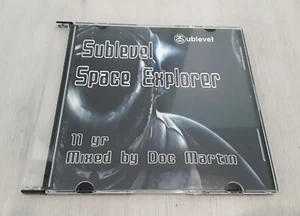 Sublevel
Sublevel
Space Explorer
11 yr
Mixed by Doc Martin